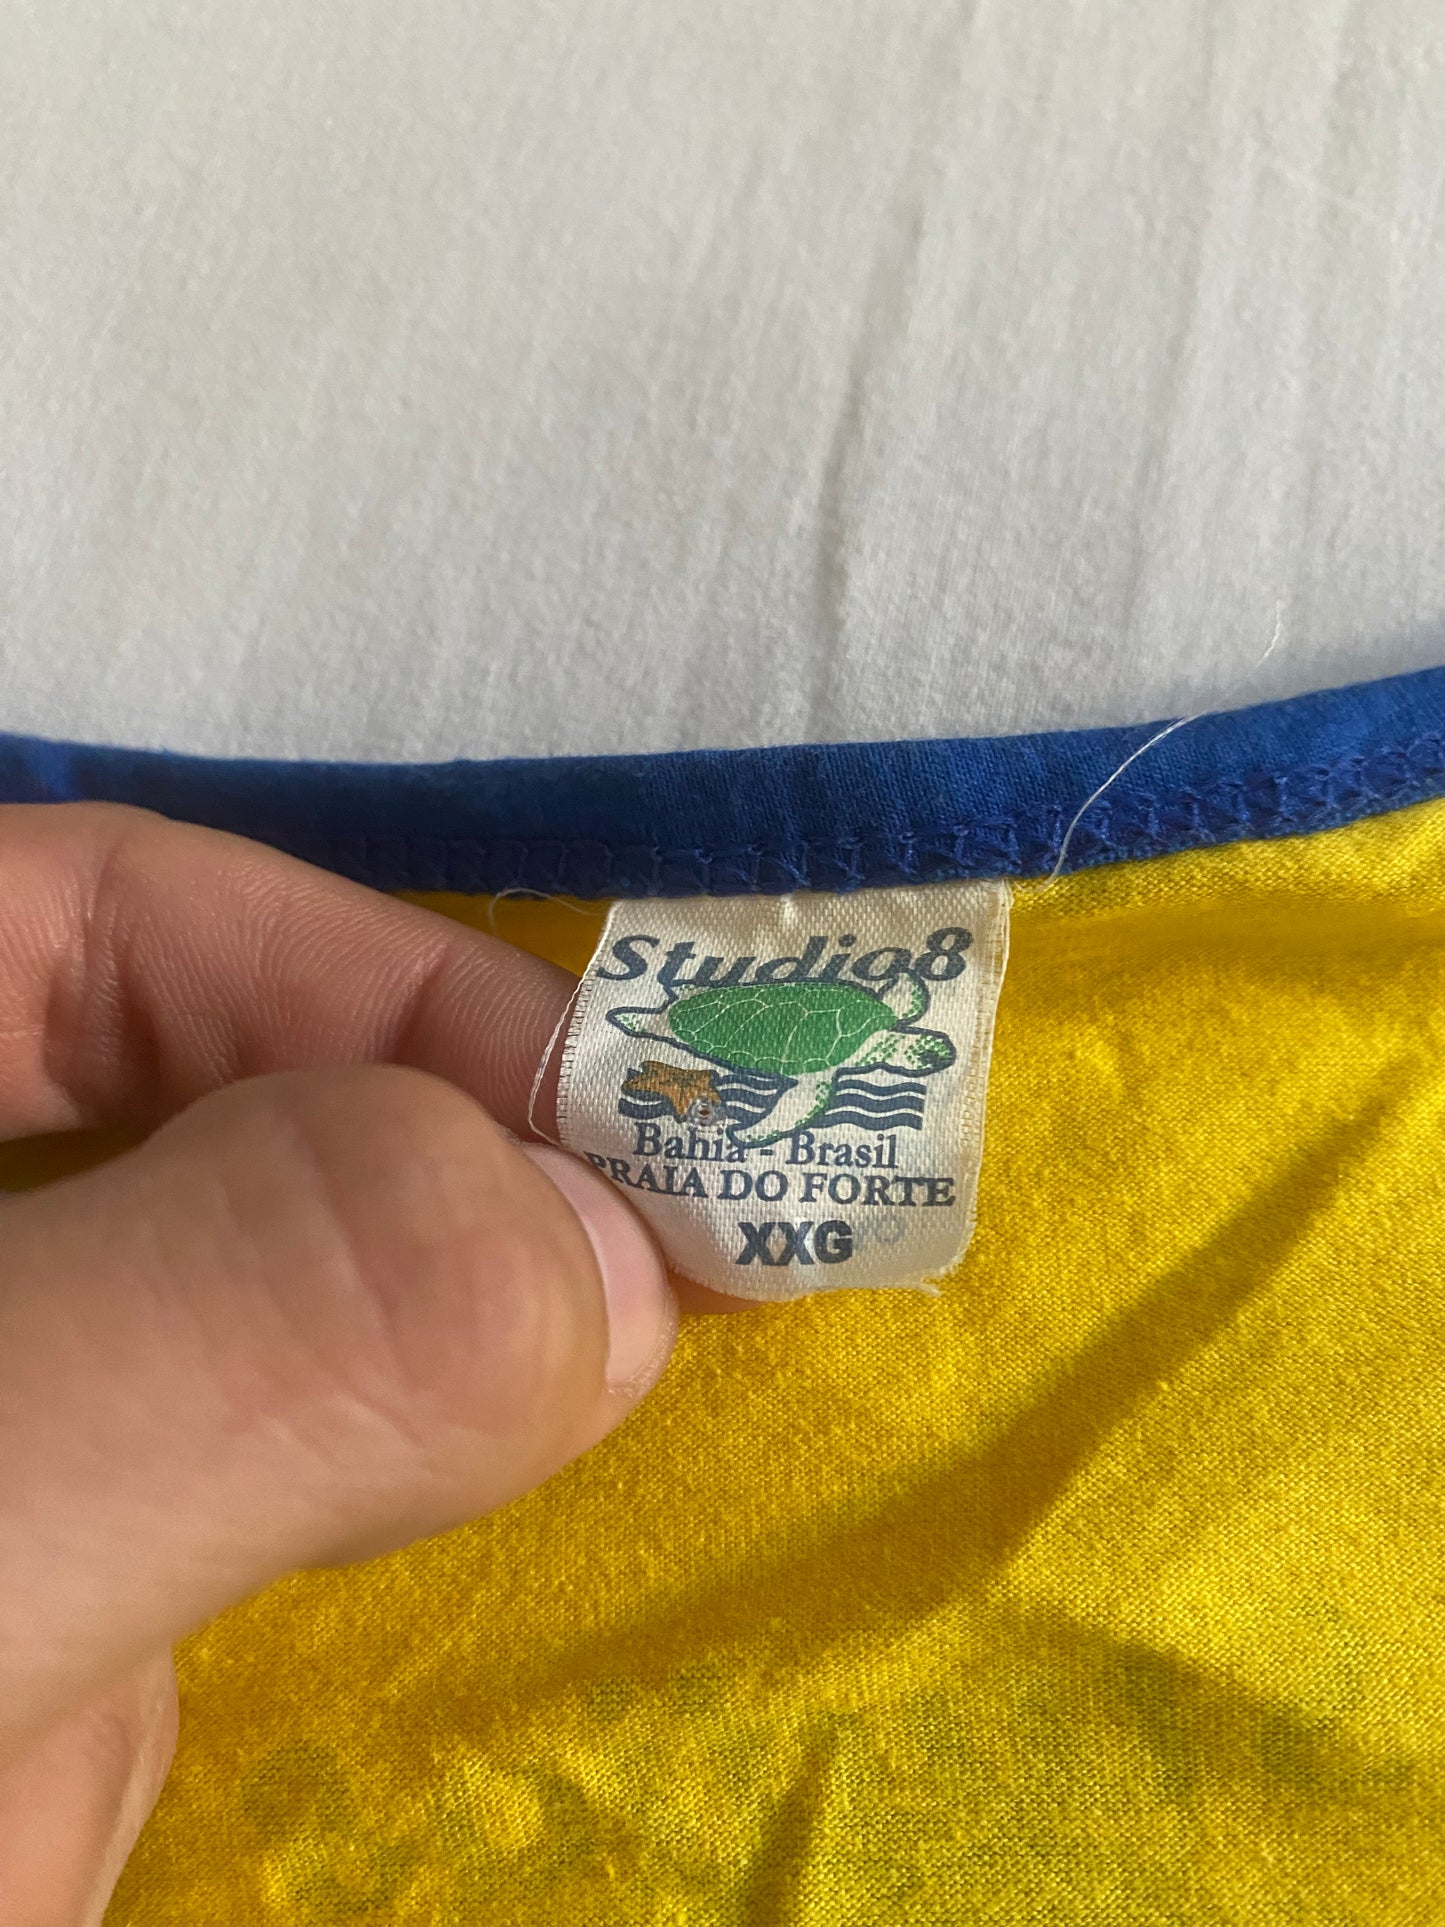 Studio8
Bahia - Brasil
PRAIA DO FORTE
XXG